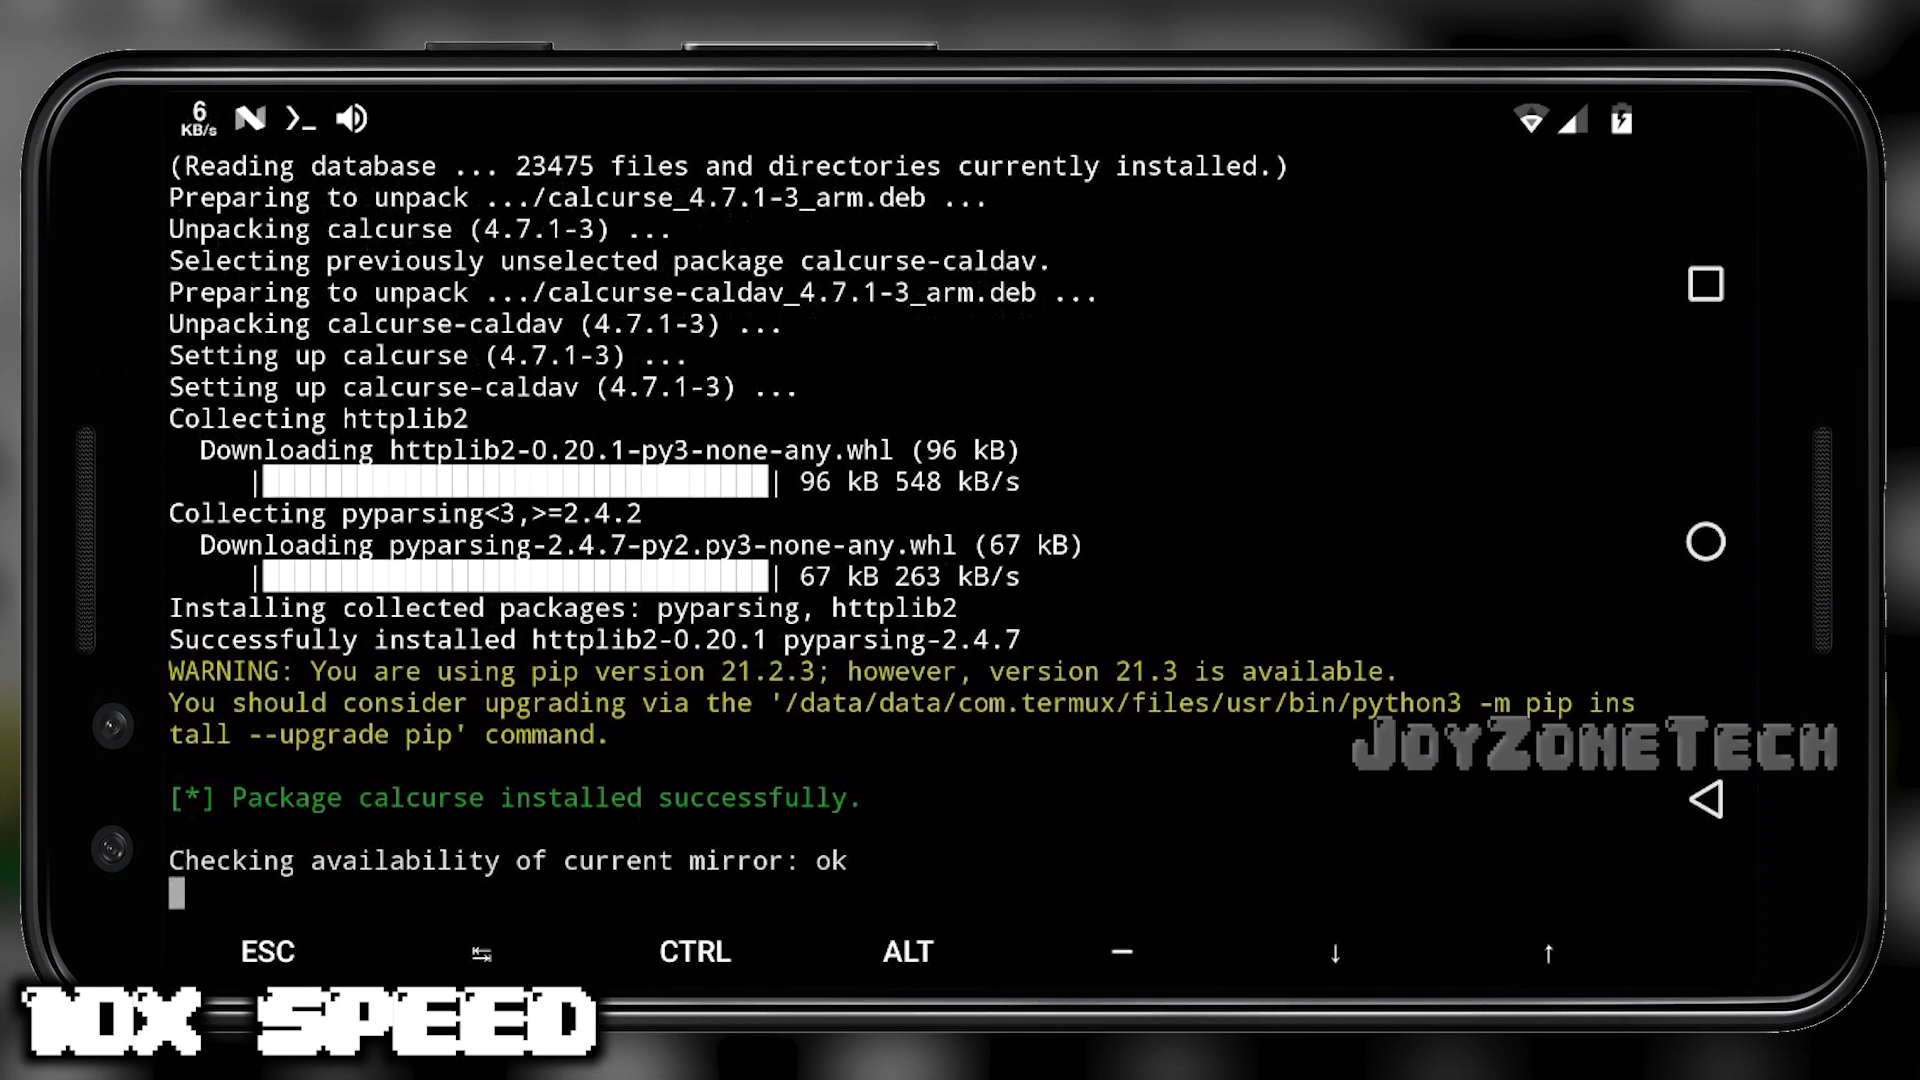 6
KB/s
(Reading database ... 23475 files and directories currently installed.)
Preparing to unpack .../calcurse_4.7.1-3_arm.deb ...
Unpacking calcurse (4.7.1-3) ...
Selecting previously unselected package calcurse-caldav.
Preparing to unpack .../calcurse-caldav_4.7.1-3_arm.deb ...
Unpacking calcurse-caldav (4.7.1-3) ...
Setting up calcurse (4.7.1-3) ...
Setting up calcurse-caldav (4.7.1-3) ...
Collecting httplib2
Downloading httplib2-0.20.1-py3-none-any.whl (96 kB)
| | 96 kB 548 kB/s
Collecting pyparsing<3,>=2.4.2
Downloading pyparsing-2.4.7-py2.py3-none-any.whl (67 kB)
| | 67 kB 263 kB/s
Installing collected packages: pyparsing, httplib2
Successfully installed httplib2-0.20.1 pyparsing-2.4.7
WARNING: You are using pip version 21.2.3; however, version 21.3 is available.
You should consider upgrading via the '/data/data/com.termux/files/usr/bin/python3 -m pip ins
tall --upgrade pip' command.
JoyZoneTech
[*] Package calcurse installed successfully.
Checking availability of current mirror: ok
ESC ↹ CTRL ALT — ↓ ↑
10X SPEED